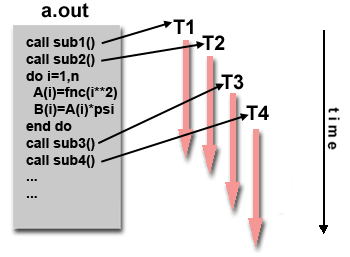 a.out
call sub1()
call sub2()
do i=1,n
A(i)=fnc(i**2)
B(i)=A(i)*psi
end do
call sub3()
call sub4()
...
...
T1
T2
T3
T4
time